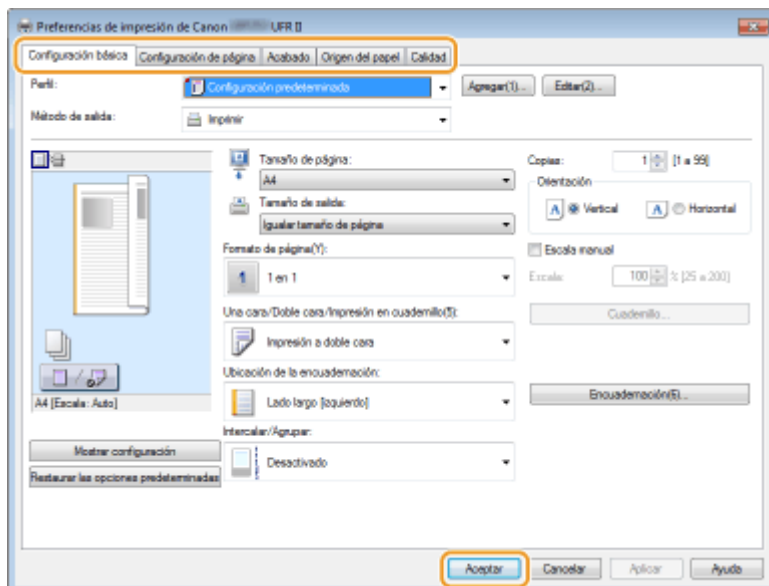 Preferencias de impresión de Canon UFR II
Configuración básica Configuración de página Acabado Origen del papel Calidad
Perfil: Configuración predeterminada Agregar(1)... Editar(2)...
Método de salida: Imprimir
Tamaño de página: Copias: 1 [1 a 99]
A4 Orientación
Tamaño de salida: A Vertical A Horizontal
Igualar tamaño de página
Formato de página(Y): Escala manual
1 1 en 1 Escala: 100 % [25 a 200]
Una cara/Doble cara/Impresión en cuadernillo(5): Cuadernillo...
Impresión a doble cara
Ubicación de la encuadernación:
A4 [Escala: Auto] Lado largo [izquierdo] Encuadernación(6)...
Intercalar/Agrupar:
Mostrar configuración Desactivado
Restaurar las opciones predeterminadas
Aceptar Cancelar Aplicar Ayuda